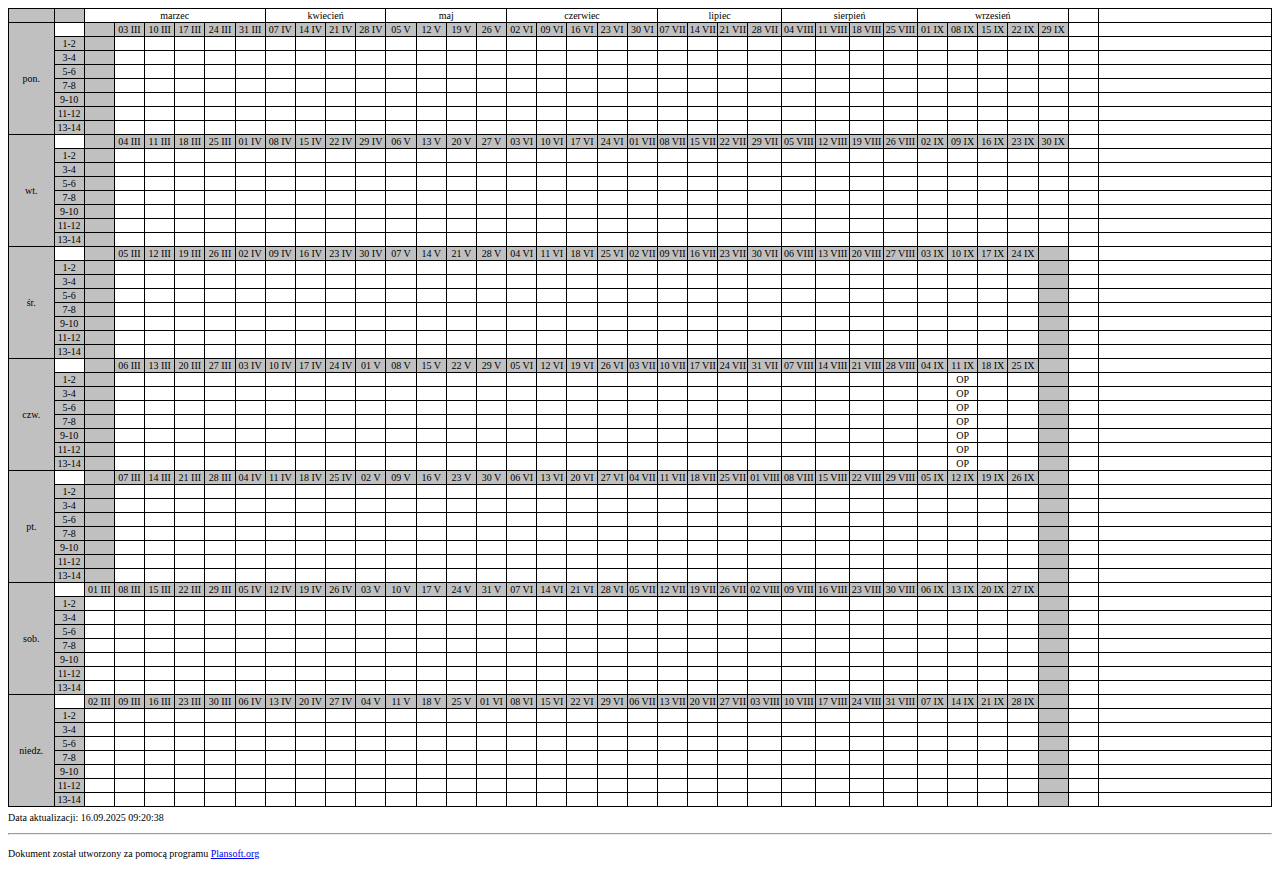 marzec kwiecień maj czerwiec lipiec sierpień wrzesień
03 III 10 III 17 III 24 III 31 III 07 IV 14 IV 21 IV 28 IV 05 V 12 V 19 V 26 V 02 VI 09 VI 16 VI 23 VI 30 VI 07 VII 14 VII 21 VII 28 VII 04 VIII 11 VIII 18 VIII 25 VIII 01 IX 08 IX 15 IX 22 IX 29 IX
pon.
1-2
3-4
5-6
7-8
9-10
11-12
13-14
04 III 11 III 18 III 25 III 01 IV 08 IV 15 IV 22 IV 29 IV 06 V 13 V 20 V 27 V 03 VI 10 VI 17 VI 24 VI 01 VII 08 VII 15 VII 22 VII 29 VII 05 VIII 12 VIII 19 VIII 26 VIII 02 IX 09 IX 16 IX 23 IX 30 IX
wt.
1-2
3-4
5-6
7-8
9-10
11-12
13-14
05 III 12 III 19 III 26 III 02 IV 09 IV 16 IV 23 IV 30 IV 07 V 14 V 21 V 28 V 04 VI 11 VI 18 VI 25 VI 02 VII 09 VII 16 VII 23 VII 30 VII 06 VIII 13 VIII 20 VIII 27 VIII 03 IX 10 IX 17 IX 24 IX
śr.
1-2
3-4
5-6
7-8
9-10
11-12
13-14
06 III 13 III 20 III 27 III 03 IV 10 IV 17 IV 24 IV 01 V 08 V 15 V 22 V 29 V 05 VI 12 VI 19 VI 26 VI 03 VII 10 VII 17 VII 24 VII 31 VII 07 VIII 14 VIII 21 VIII 28 VIII 04 IX 11 IX 18 IX 25 IX
czw.
1-2 OP
3-4 OP
5-6 OP
7-8 OP
9-10 OP
11-12 OP
13-14 OP
07 III 14 III 21 III 28 III 04 IV 11 IV 18 IV 25 IV 02 V 09 V 16 V 23 V 30 V 06 VI 13 VI 20 VI 27 VI 04 VII 11 VII 18 VII 25 VII 01 VIII 08 VIII 15 VIII 22 VIII 29 VIII 05 IX 12 IX 19 IX 26 IX
pt.
1-2
3-4
5-6
7-8
9-10
11-12
13-14
01 III 08 III 15 III 22 III 29 III 05 IV 12 IV 19 IV 26 IV 03 V 10 V 17 V 24 V 31 V 07 VI 14 VI 21 VI 28 VI 05 VII 12 VII 19 VII 26 VII 02 VIII 09 VIII 16 VIII 23 VIII 30 VIII 06 IX 13 IX 20 IX 27 IX
sob.
1-2
3-4
5-6
7-8
9-10
11-12
13-14
02 III 09 III 16 III 23 III 30 III 06 IV 13 IV 20 IV 27 IV 04 V 11 V 18 V 25 V 01 VI 08 VI 15 VI 22 VI 29 VI 06 VII 13 VII 20 VII 27 VII 03 VIII 10 VIII 17 VIII 24 VIII 31 VIII 07 IX 14 IX 21 IX 28 IX
niedz.
1-2
3-4
5-6
7-8
9-10
11-12
13-14
Data aktualizacji: 16.09.2025 09:20:38
Dokument został utworzony za pomocą programu Plansoft.org